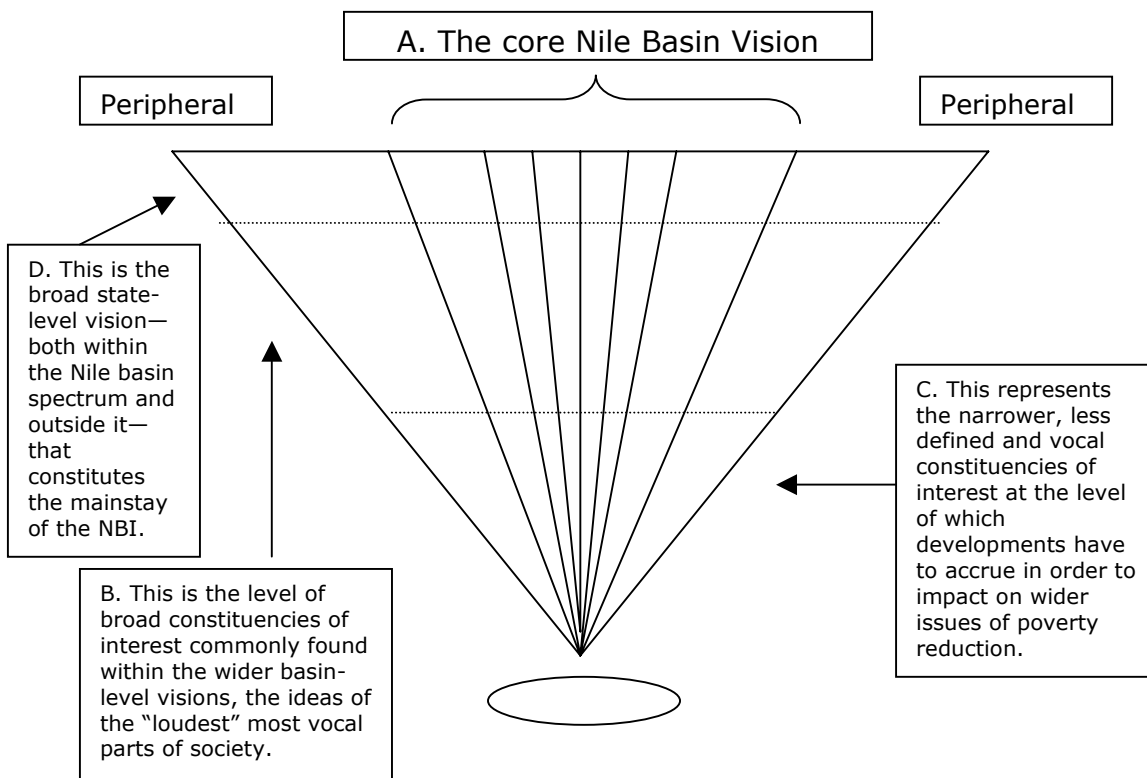 A. The core Nile Basin Vision
Peripheral
Peripheral
D. This is the
broad state-
level vision—
both within
the Nile basin
spectrum and
outside it—
that
constitutes
the mainstay
of the NBI.
B. This is the level of
broad constituencies of
interest commonly found
within the wider basin-
level visions, the ideas of
the “loudest” most vocal
parts of society.
C. This represents
the narrower, less
defined and vocal
constituencies of
interest at the level
of which
developments have
to accrue in order to
impact on wider
issues of poverty
reduction.